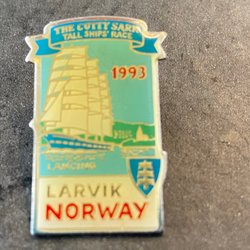 THE CUTTY SARK
TALL SHIPS' RACE
1993
LARVIK
NORWAY